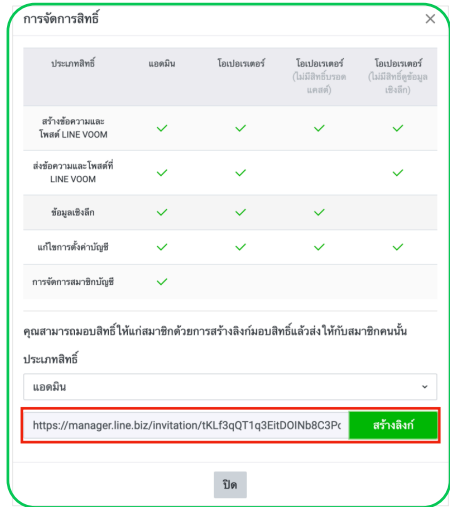 การจัดการสิทธิ์
ประเภทสิทธิ์ แอดมิน โอเปอเรเตอร์ โอเปอเรเตอร์ โอเปอเรเตอร์
(ไม่มีสิทธิ์บรอด (ไม่มีสิทธิ์ดูข้อมูล
แคสต์) เชิงลึก)
สร้างข้อความและ
โพสต์ LINE VOOM
ส่งข้อความและโพสต์ที่
LINE VOOM
ข้อมูลเชิงลึก
แก้ไขการตั้งค่าบัญชี
การจัดการสมาชิกบัญชี
คุณสามารถมอบสิทธิ์ให้แก่สมาชิกด้วยการสร้างลิงก์มอบสิทธิ์แล้วส่งให้กับสมาชิกคนนั้น
ประเภทสิทธิ์
แอดมิน
https://manager.line.biz/invitation/tKLf3qQT1q3EitDOINb8C3Pc สร้างลิงก์
ปิด